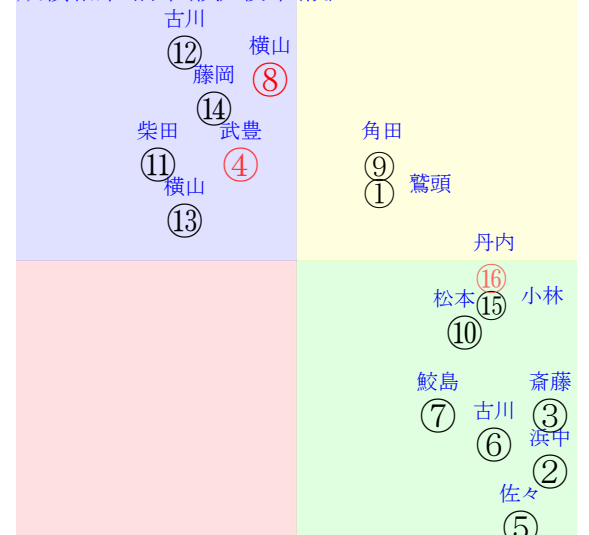 古川
⑫
横山
⑧
藤岡
⑭
柴田
⑪
武豊
④
横山
⑬
角田
⑨
①
鷲頭
丹内
⑯
松本
⑮
小林
⑩
鮫島
⑦
古川
⑥
斎藤
③
浜中
②
佐々
⑤